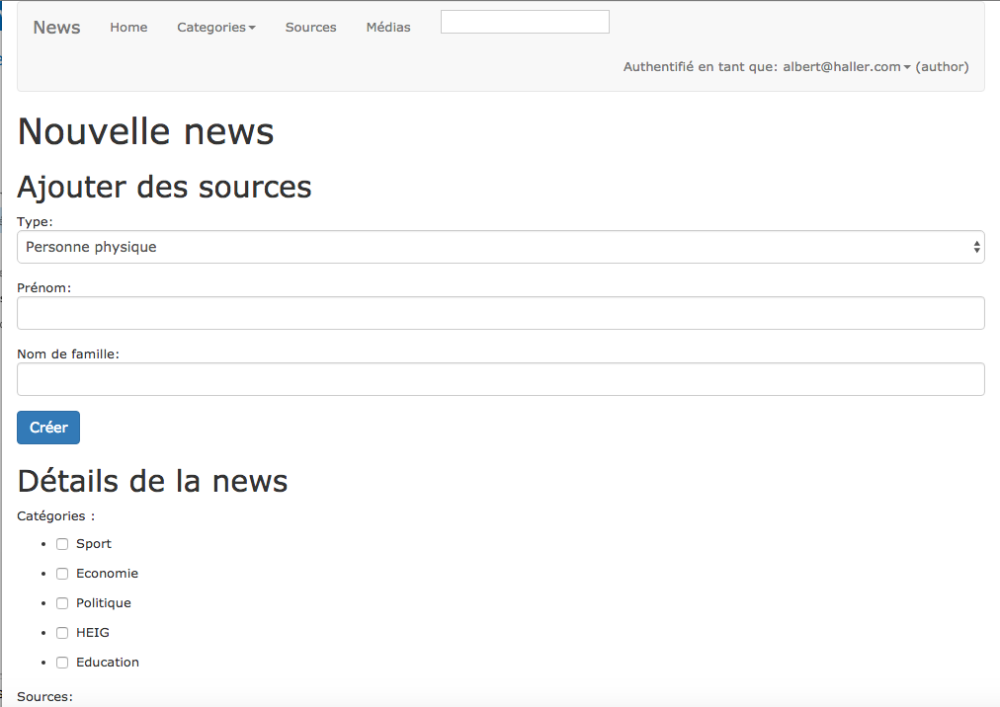 News Home Categories Sources Médias
Authentifié en tant que: albert@haller.com (author)
Nouvelle news
Ajouter des sources
Type:
Personne physique
Prénom:
Nom de famille:
Créer
Détails de la news
Catégories :
Sport
Economie
Politique
HEIG
Education
Sources: